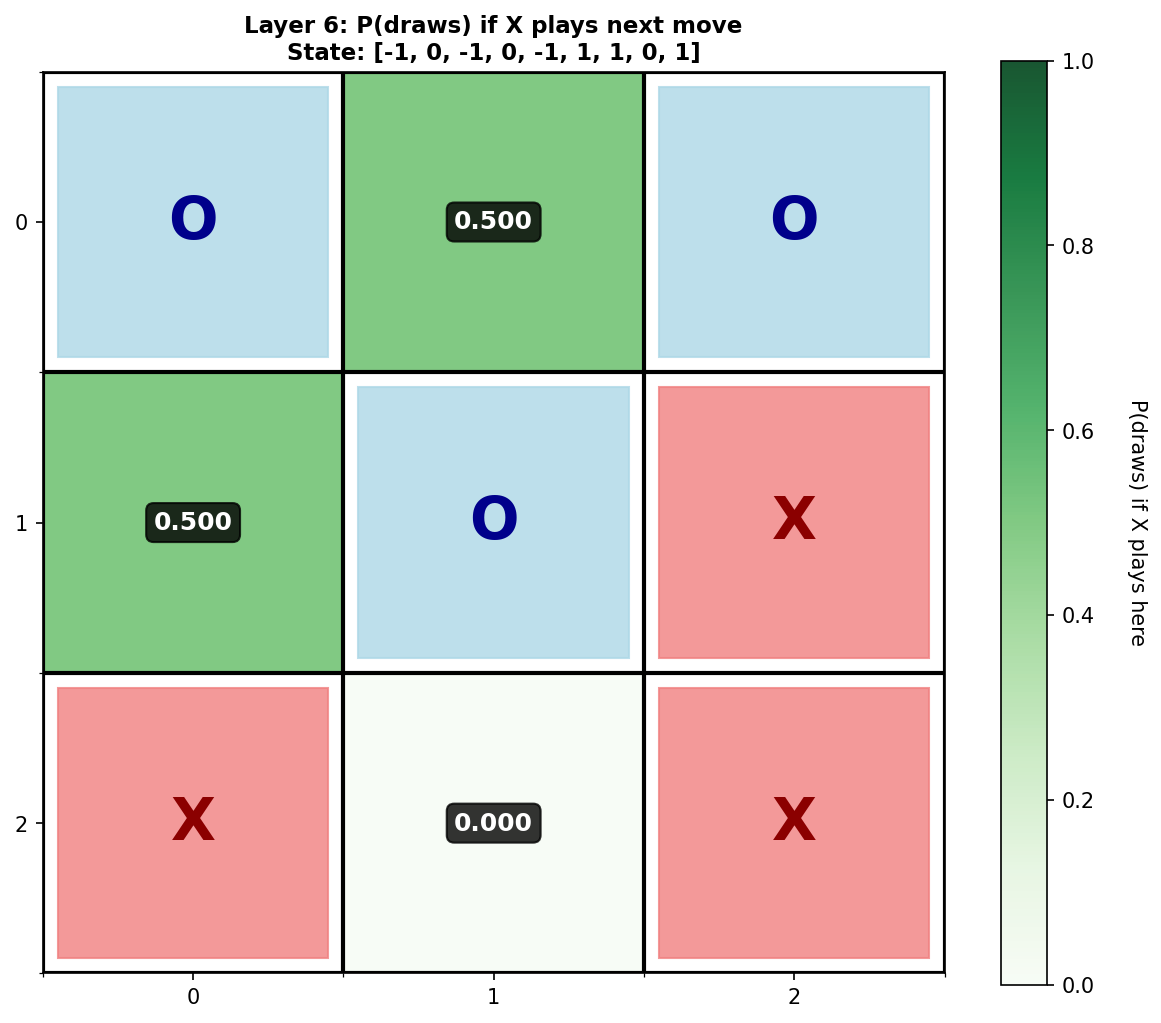 Layer 6: P(draws) if X plays next move
State: [-1, 0, -1, 0, -1, 1, 1, 0, 1]
0
O
0.500
O
1
0.500
O
X
2
X
0.000
X
0
1
2
1.0
0.8
0.6
0.4
0.2
0.0
P(draws) if X plays here